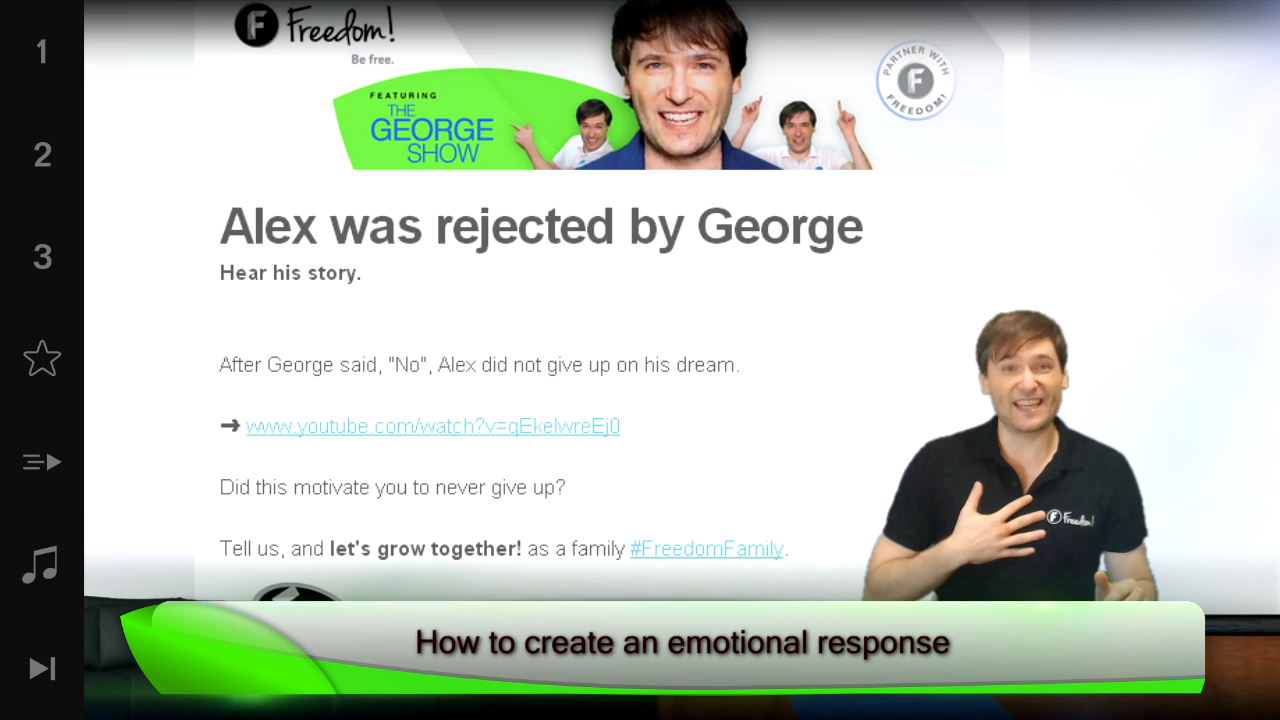 1
2
3
F Freedom!
Be free.
FEATURING
THE
GEORGE
SHOW
PARTNER WITH
F
FREEDOM!
Alex was rejected by George
Hear his story.
After George said, "No", Alex did not give up on his dream.
➞ www.youtube.com/watch?v=qEkelwreEj0
Did this motivate you to never give up?
Tell us, and let's grow together! as a family #FreedomFamily.
F Freedom!
How to create an emotional response